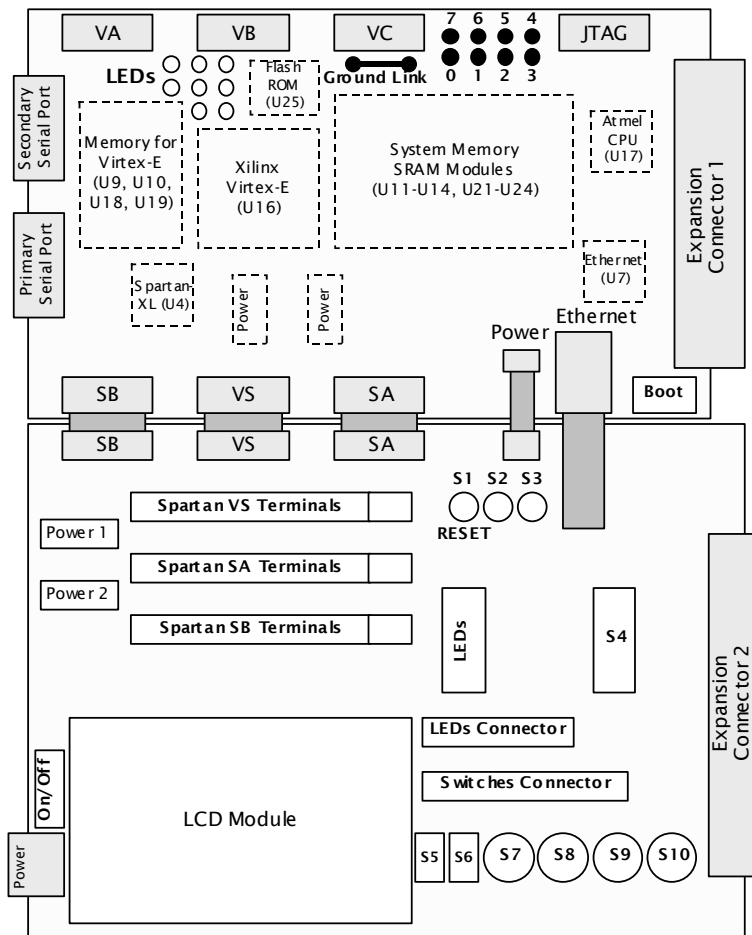 VA
VB
VC
7 6 5 4
JTAG
LEDs
Flash
ROM
(U25)
Ground Link
0 1 2 3
Secondary
Serial Port
Memory for
Virtex-E
(U9, U10,
U18, U19)
Xilinx
Virtex-E
(U16)
System Memory
SRAM Modules
(U11-U14, U21-U24)
Atmel
CPU
(U17)
Expansion
Connector 1
Primary
Serial Port
Spartan-
XL (U4)
Power
Power
Ethernet
(U7)
Power
Ethernet
SB
VS
SA
Boot
SB
VS
SA
S1 S2 S3
RESET
Spartan VS Terminals
Power 1
Spartan SA Terminals
Power 2
Spartan SB Terminals
LEDs
S4
Expansion
Connector 2
LEDs Connector
Switches Connector
On/Off
LCD Module
Power
S5
S6
S7
S8
S9
S10